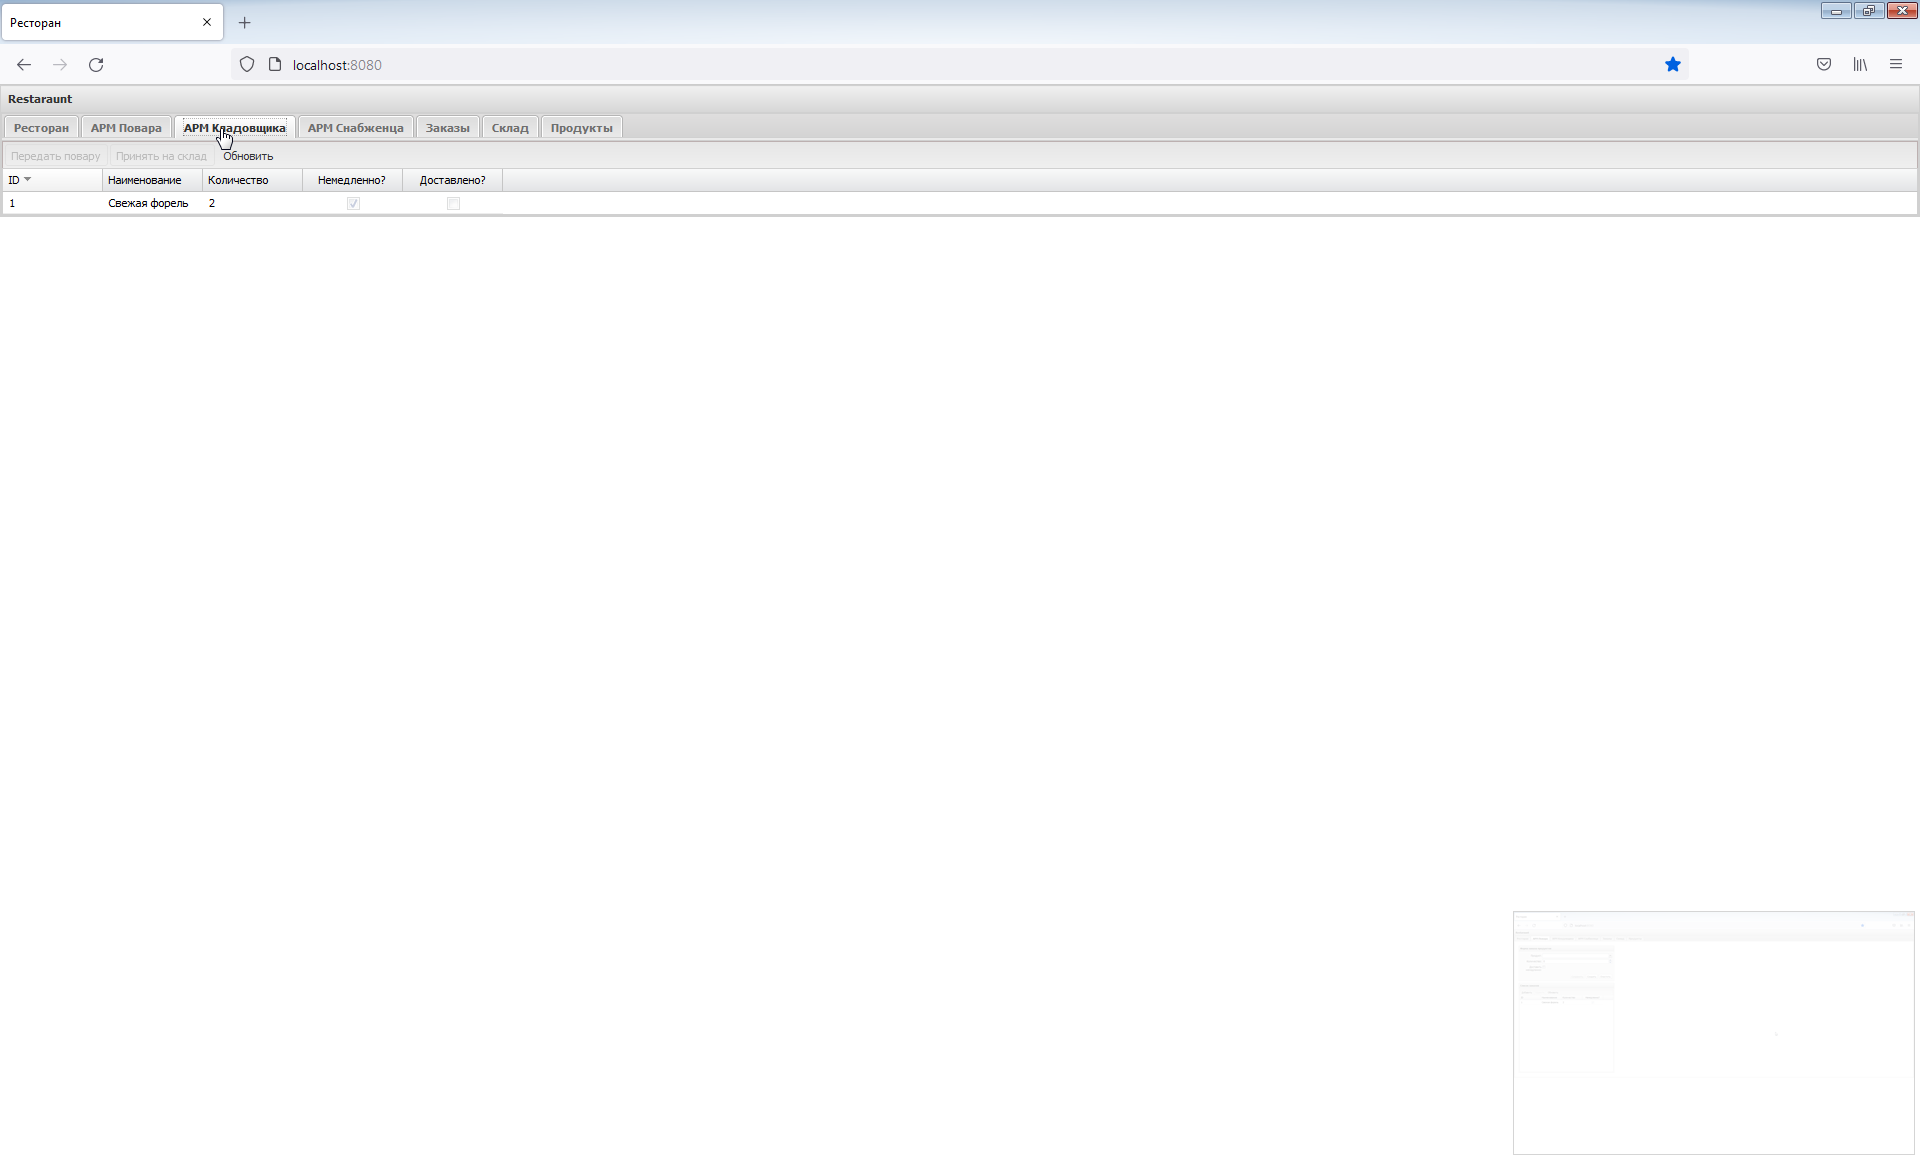 Ресторан
localhost:8080
Restaraunt
Ресторан АРМ Повара АРМ Кладовщика АРМ Снабженца Заказы Склад Продукты
Передать повару Принять на склад Обновить
ID Наименование Количество Немедленно? Доставлено?
1 Свежая форель 2